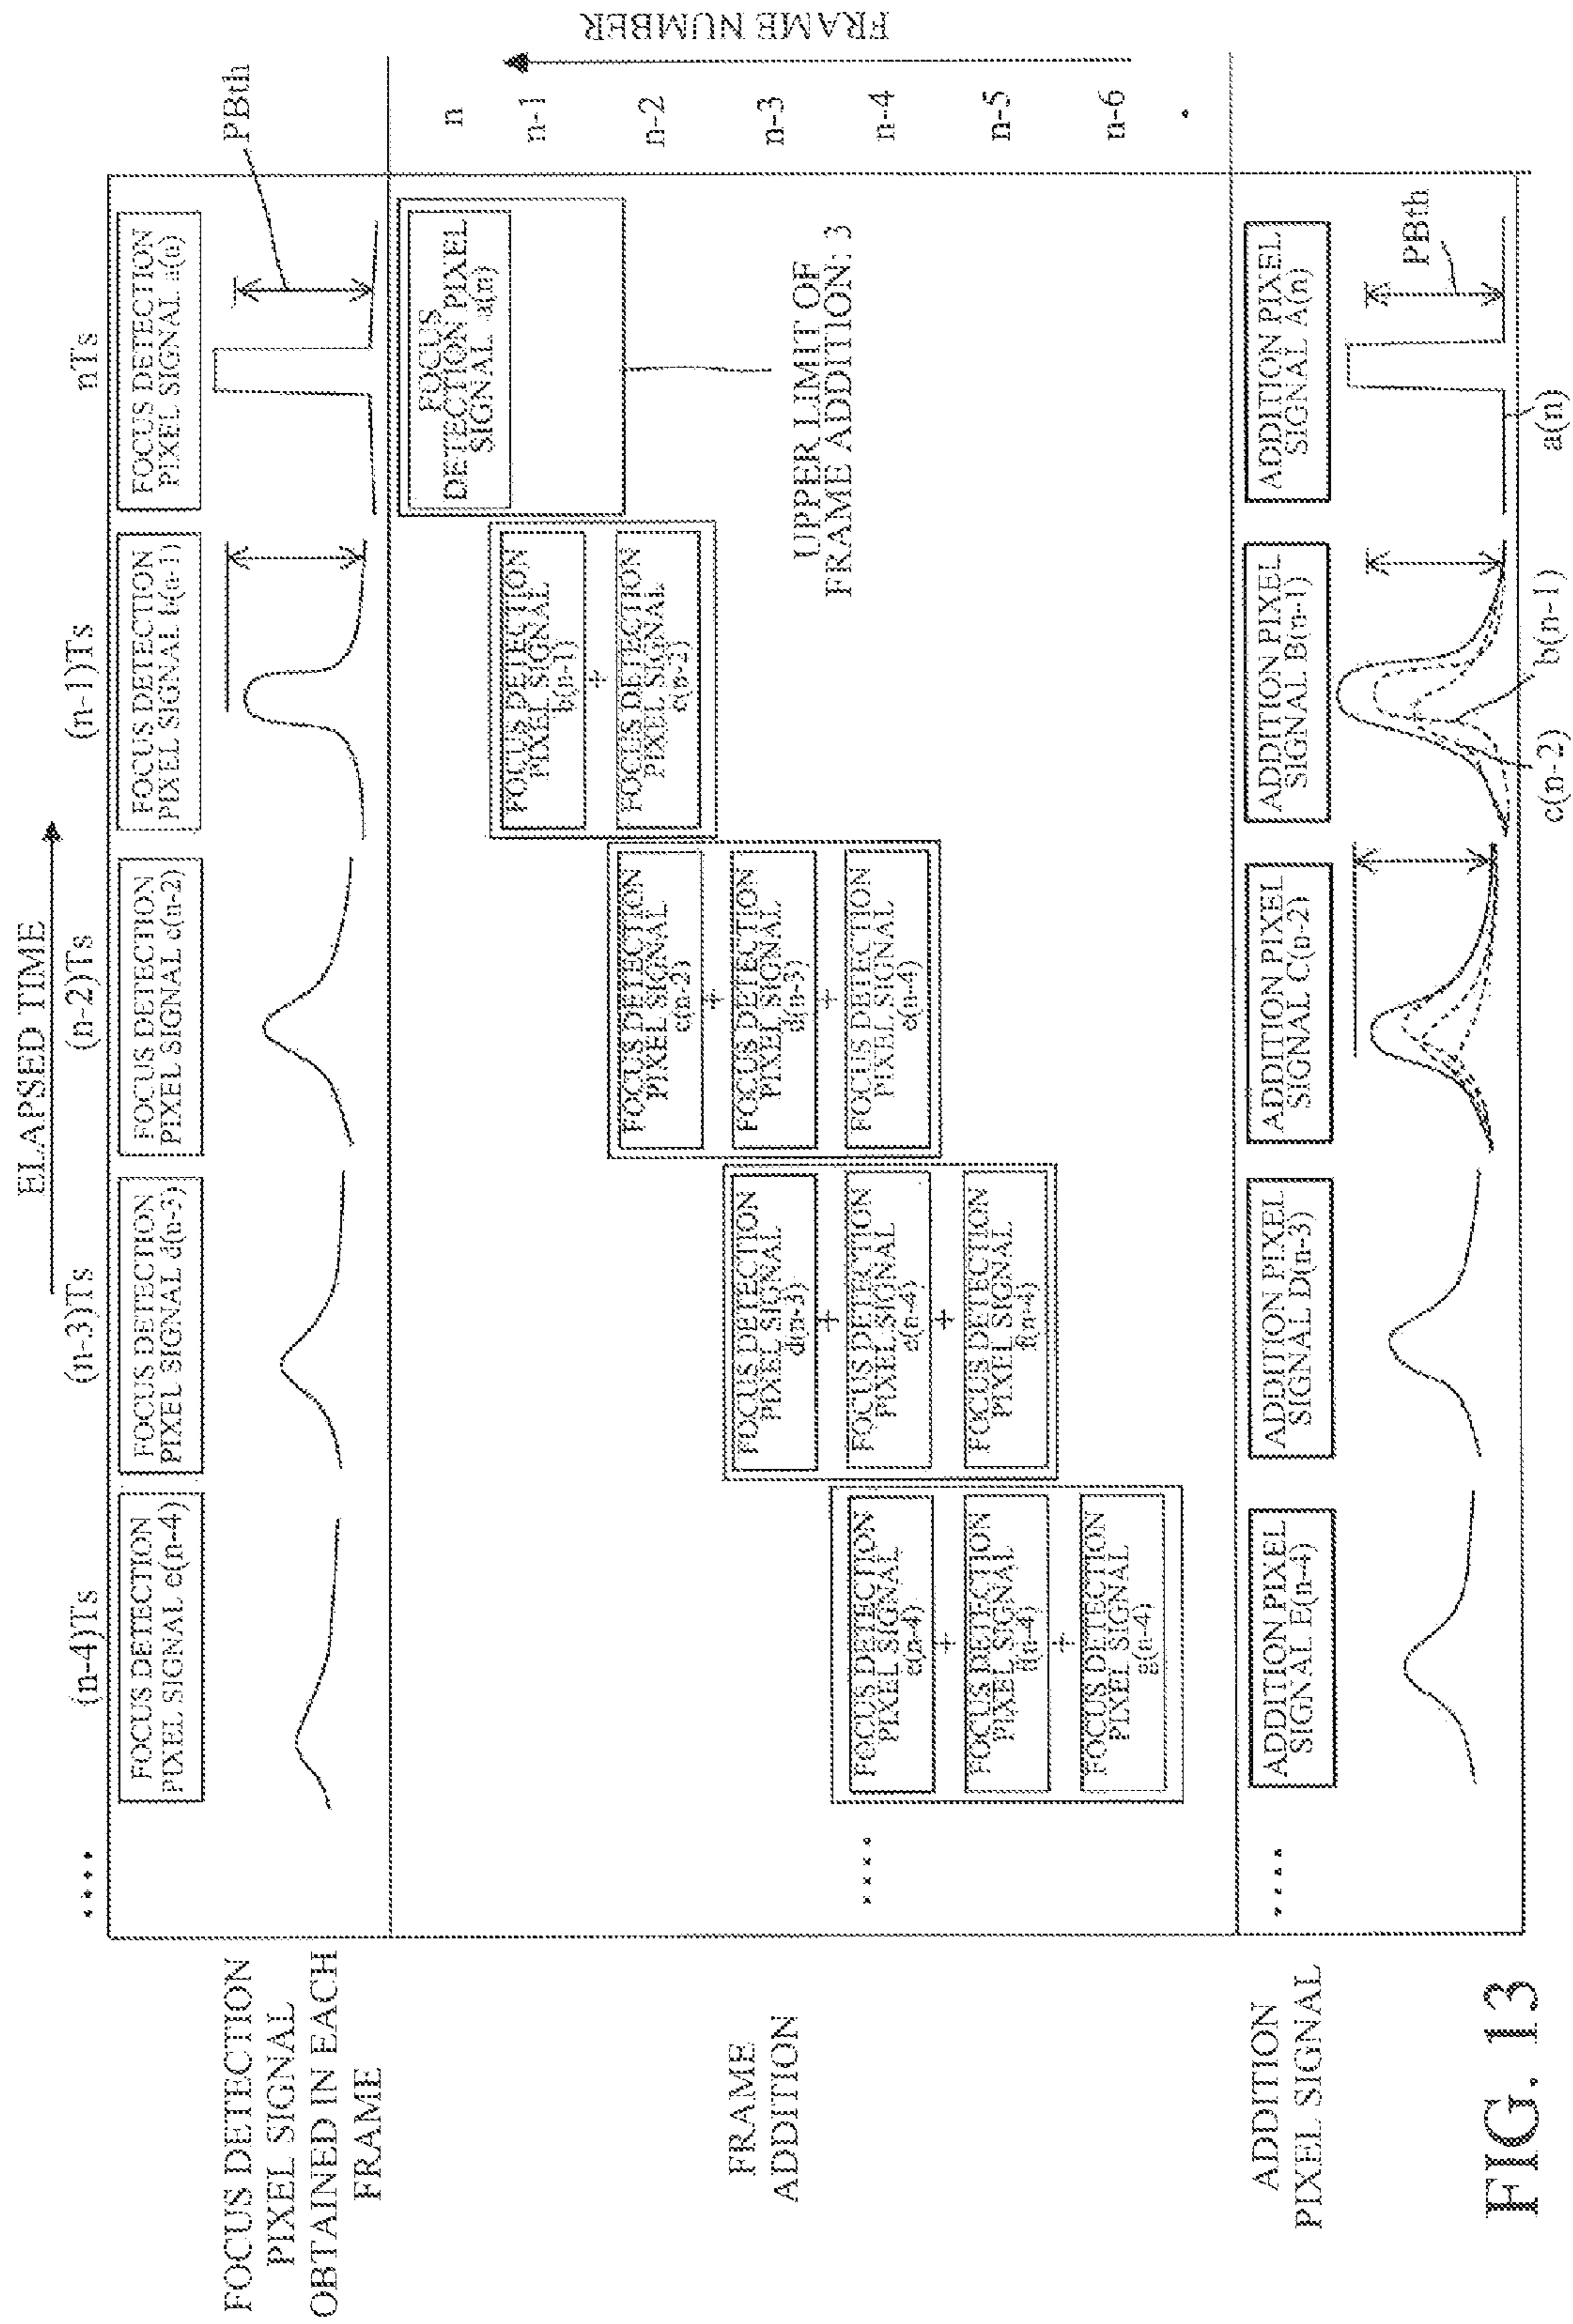 ELAPSED TIME
....
(n-4)Ts
(n-3)Ts
(n-2)Ts
(n-1)Ts
nTs
FOCUS DETECTION
PIXEL SIGNAL
OBTAINED IN EACH
FRAME
FOCUS DETECTION
PIXEL SIGNAL e(n-4)
FOCUS DETECTION
PIXEL SIGNAL d(n-3)
FOCUS DETECTION
PIXEL SIGNAL c(n-2)
FOCUS DETECTION
PIXEL SIGNAL b(n-1)
FOCUS DETECTION
PIXEL SIGNAL a(n)
PBth
FRAME
ADDITION
....
FOCUS DETECTION
PIXEL SIGNAL
e(n-4)
+
FOCUS DETECTION
PIXEL SIGNAL
f(n-4)
+
FOCUS DETECTION
PIXEL SIGNAL
g(n-4)
FOCUS DETECTION
PIXEL SIGNAL
d(n-3)
+
FOCUS DETECTION
PIXEL SIGNAL
e(n-4)
+
FOCUS DETECTION
PIXEL SIGNAL
f(n-4)
FOCUS DETECTION
PIXEL SIGNAL
c(n-2)
+
FOCUS DETECTION
PIXEL SIGNAL
d(n-3)
+
FOCUS DETECTION
PIXEL SIGNAL
e(n-4)
FOCUS DETECTION
PIXEL SIGNAL
b(n-1)
+
FOCUS DETECTION
PIXEL SIGNAL
c(n-2)
FOCUS
DETECTION PIXEL
SIGNAL a(n)
UPPER LIMIT OF
FRAME ADDITION: 3
n
n-1
n-2
n-3
n-4
n-5
n-6
.
FRAME NUMBER
ADDITION
PIXEL SIGNAL
....
ADDITION PIXEL
SIGNAL E(n-4)
ADDITION PIXEL
SIGNAL D(n-3)
ADDITION PIXEL
SIGNAL C(n-2)
ADDITION PIXEL
SIGNAL B(n-1)
ADDITION PIXEL
SIGNAL A(n)
PBth
c(n-2)
b(n-1)
a(n)
FIG. 13